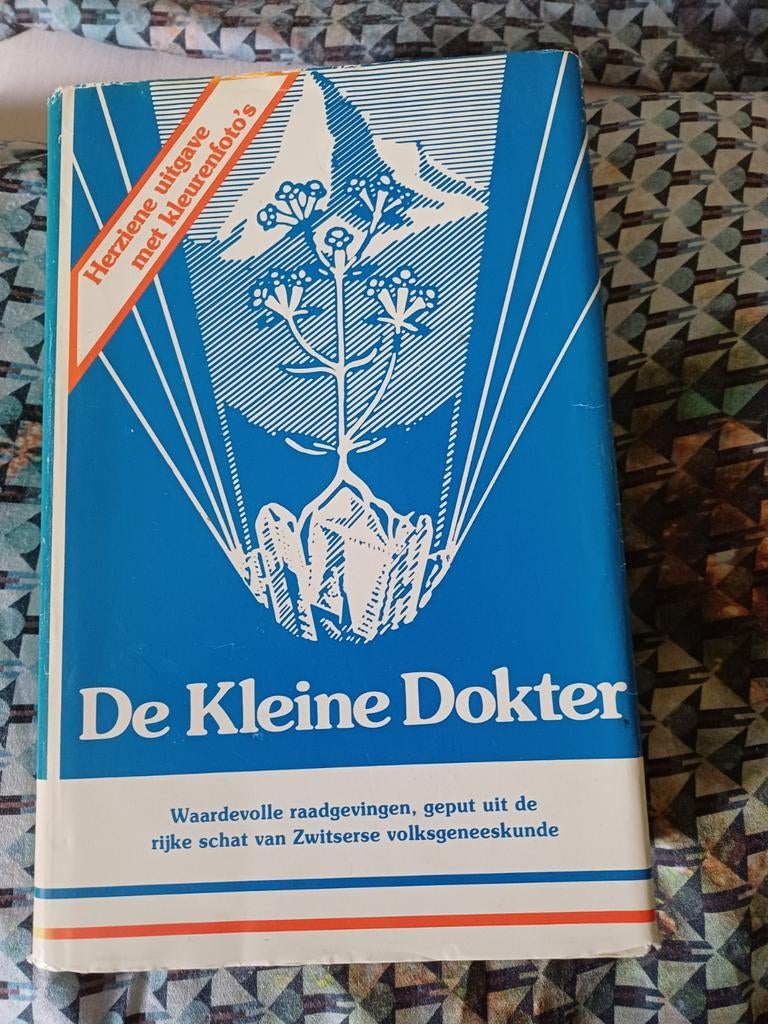 Herziene uitgave
met kleurenfoto's
De Kleine Dokter
Waardevolle raadgevingen, geput uit de
rijke schat van Zwitserse volksgeneeskunde